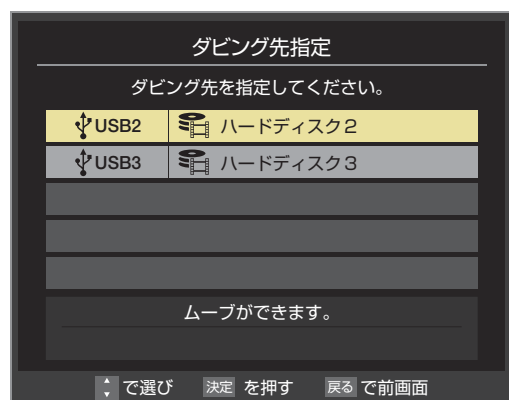 ダビング先指定
ダビング先を指定してください。
USB2 ハードディスク2
USB3 ハードディスク3
ムーブができます。
で選び 決定 を押す 戻る で前画面